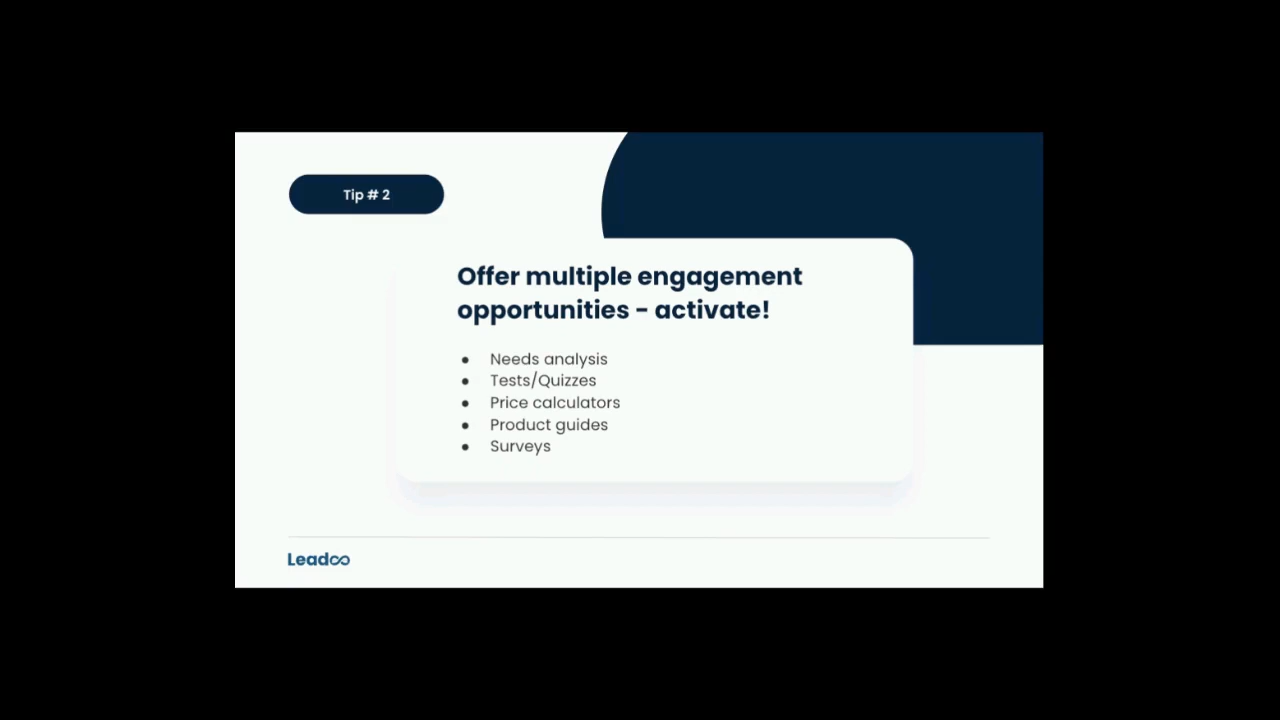 Tip # 2
Offer multiple engagement
opportunities - activate!
● Needs analysis
● Tests/Quizzes
● Price calculators
● Product guides
● Surveys
Leadoo